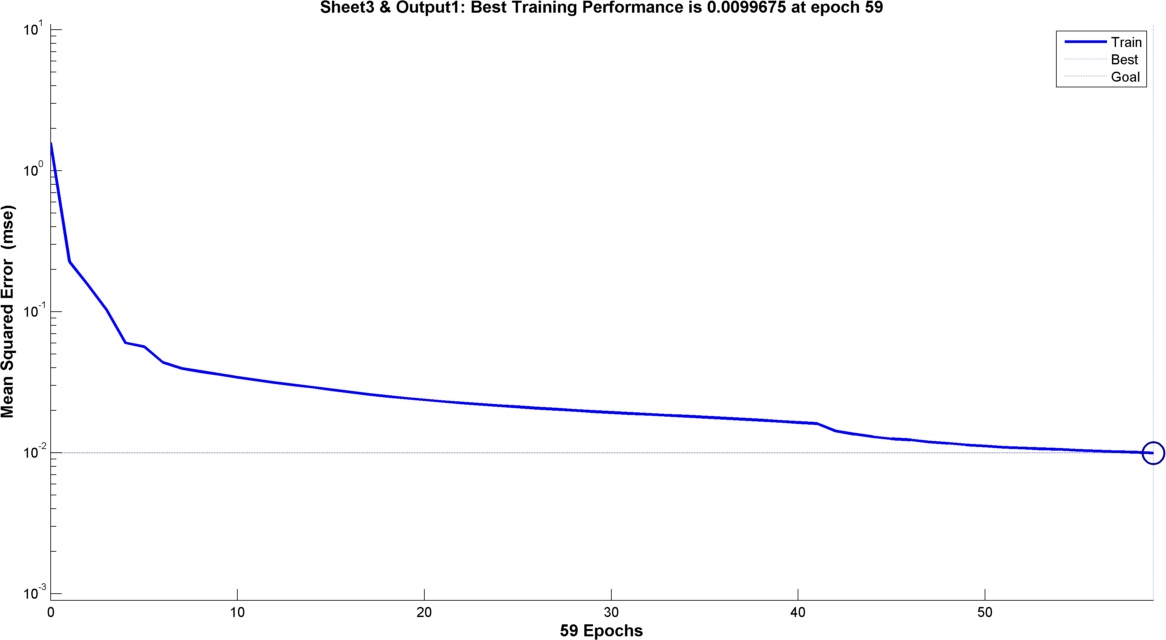 Sheet3 & Output1: Best Training Performance is 0.0099675 at epoch 59
10^1
10^0
10^-1
10^-2
10^-3
Mean Squared Error (mse)
Train
Best
Goal
0
10
20
30
40
50
59 Epochs